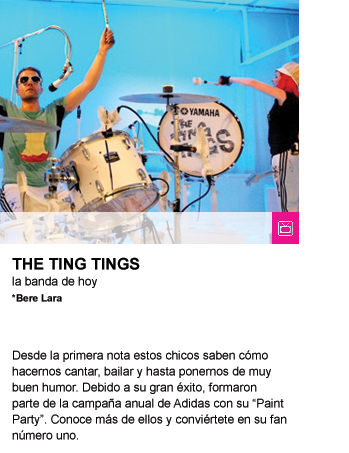 YAMAHA
THE
TING
TINGS
THE TING TINGS
la banda de hoy
*Bere Lara
Desde la primera nota estos chicos saben cómo
hacernos cantar, bailar y hasta ponernos de muy
buen humor. Debido a su gran éxito, formaron
parte de la campaña anual de Adidas con su “Paint
Party”. Conoce más de ellos y conviértete en su fan
número uno.